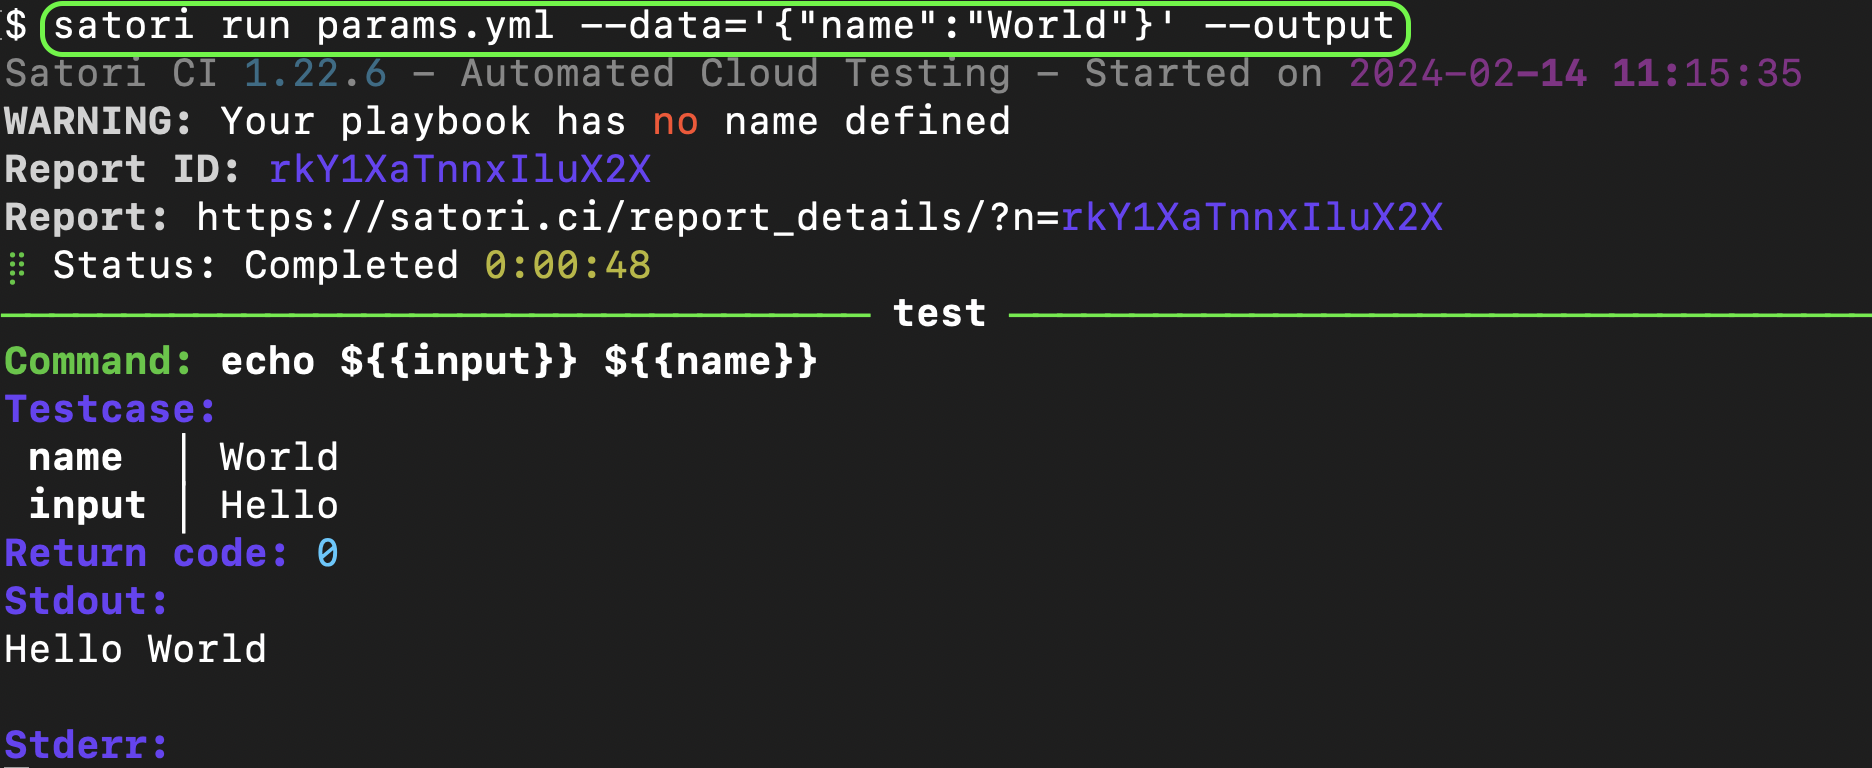 $ satori run params.yml --data='{"name":"World"}' --output
Satori CI 1.22.6 – Automated Cloud Testing – Started on 2024-02-14 11:15:35
WARNING: Your playbook has no name defined
Report ID: rkY1XaTnnxIluX2X
Report: https://satori.ci/report_details/?n=rkY1XaTnnxIluX2X
Status: Completed 0:00:48
test
Command: echo ${{input}} ${{name}}
Testcase:
name │ World
input │ Hello
Return code: 0
Stdout:
Hello World
Stderr: